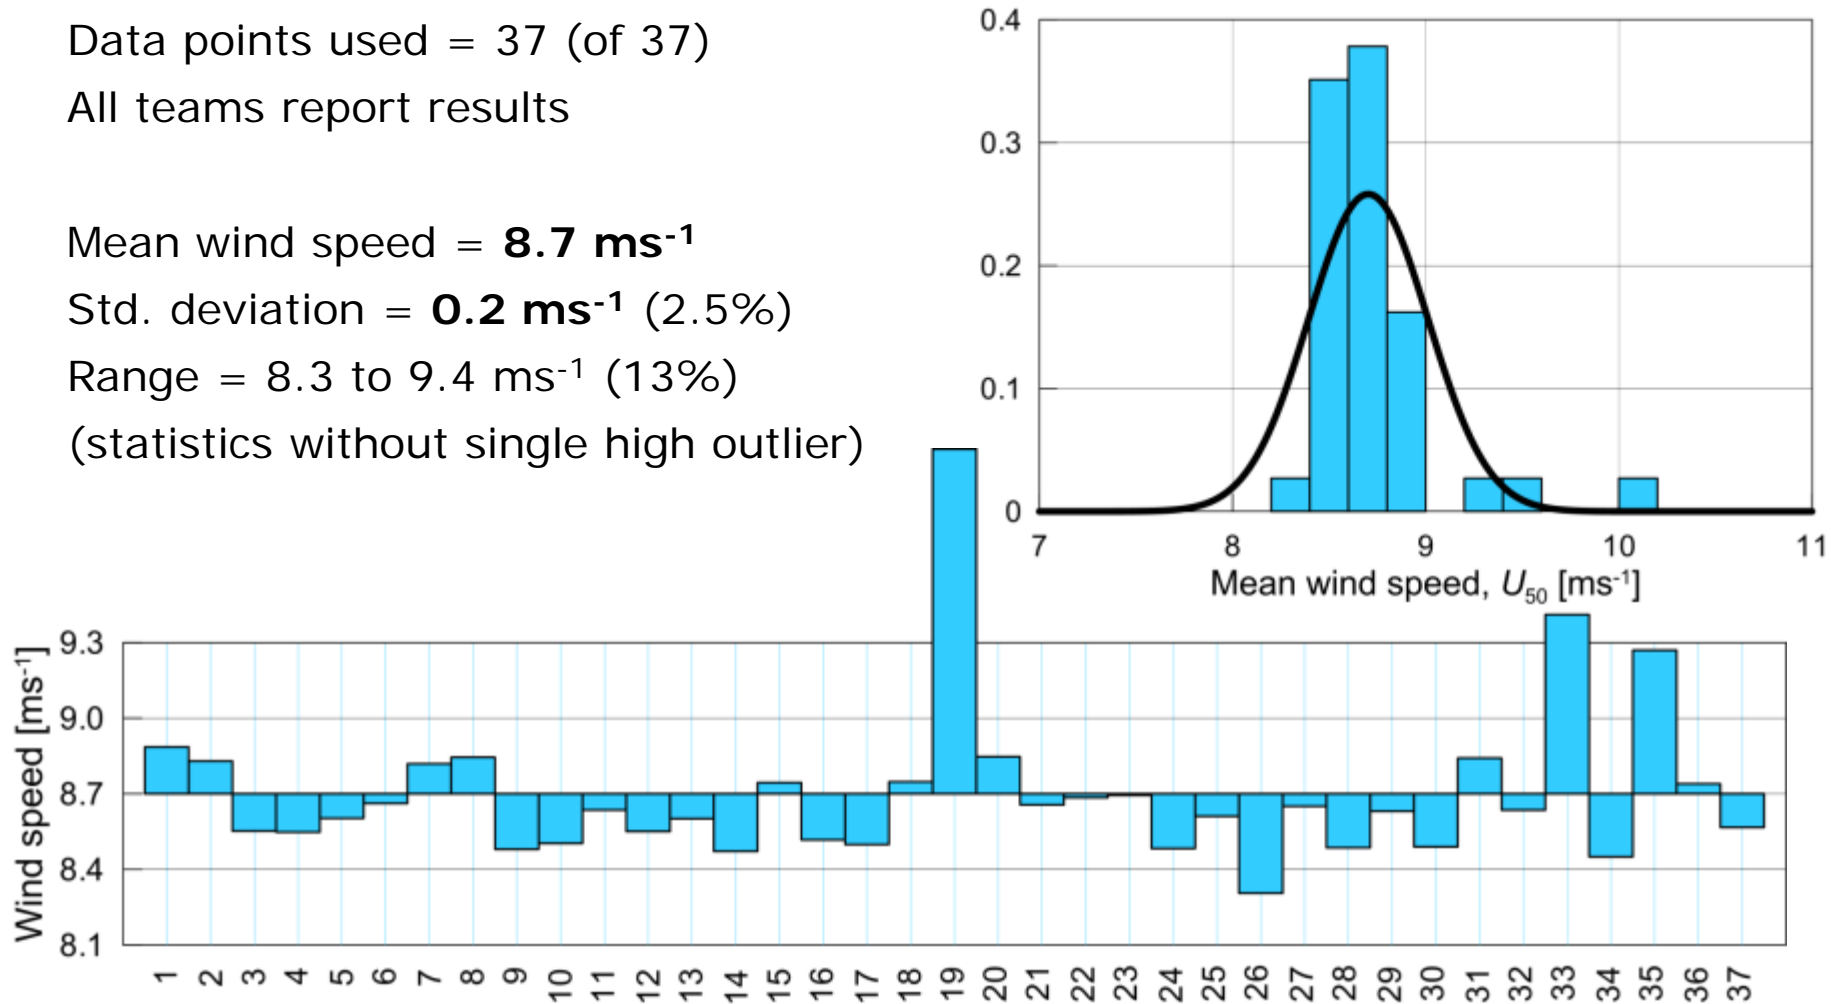 Data points used = 37 (of 37)
All teams report results
Mean wind speed = 8.7 ms⁻¹
Std. deviation = 0.2 ms⁻¹ (2.5%)
Range = 8.3 to 9.4 ms⁻¹ (13%)
(statistics without single high outlier)
0.4
0.3
0.2
0.1
0
7 8 9 10 11
Mean wind speed, U₅₀ [ms⁻¹]
Wind speed [ms⁻¹]
9.3
9.0
8.7
8.4
8.1
1 2 3 4 5 6 7 8 9 10 11 12 13 14 15 16 17 18 19 20 21 22 23 24 25 26 27 28 29 30 31 32 33 34 35 36 37